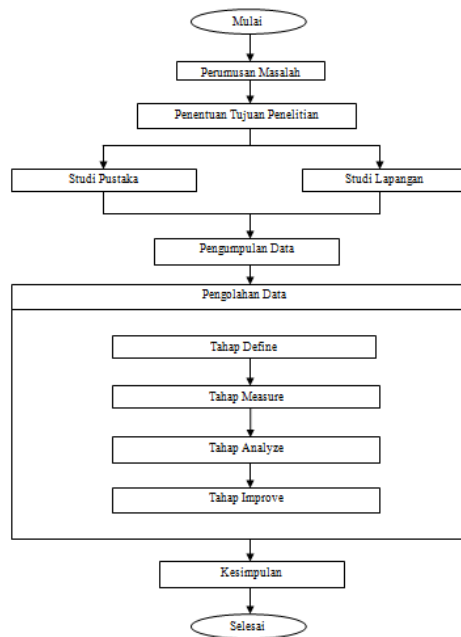 Mulai
Perumusan Masalah
Penentuan Tujuan Penelitian
Studi Pustaka
Studi Lapangan
Pengumpulan Data
Pengolahan Data
Tahap Define
Tahap Measure
Tahap Analyze
Tahap Improve
Kesimpulan
Selesai